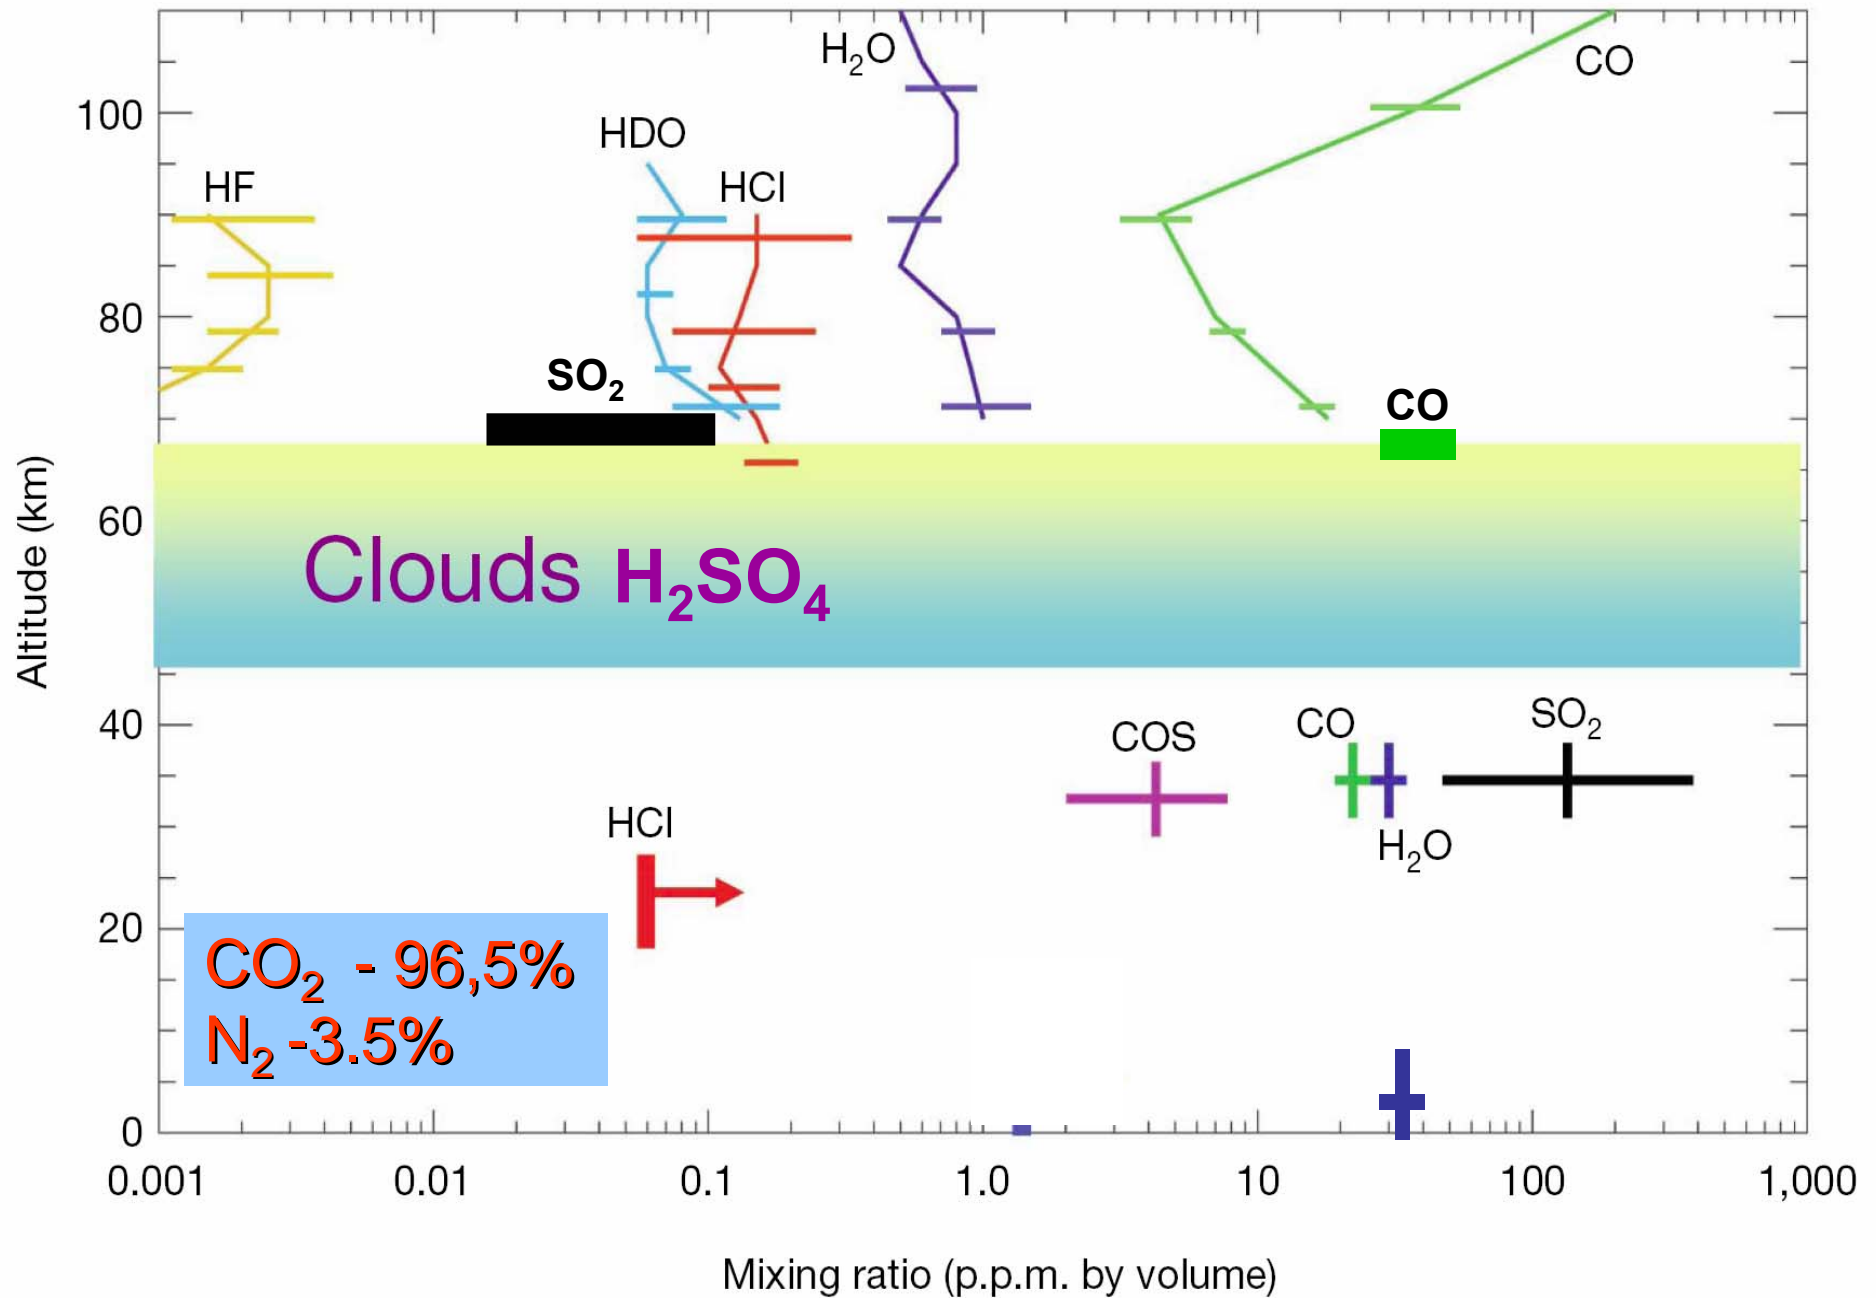 H₂O
CO
100
HDO
HF
HCl
80
SO₂
CO
Altitude (km)
60
Clouds H₂SO₄
40
COS
CO
SO₂
HCl
H₂O
20
CO₂ - 96,5%
N₂ -3.5%
0
0.001
0.01
0.1
1.0
10
100
1,000
Mixing ratio (p.p.m. by volume)